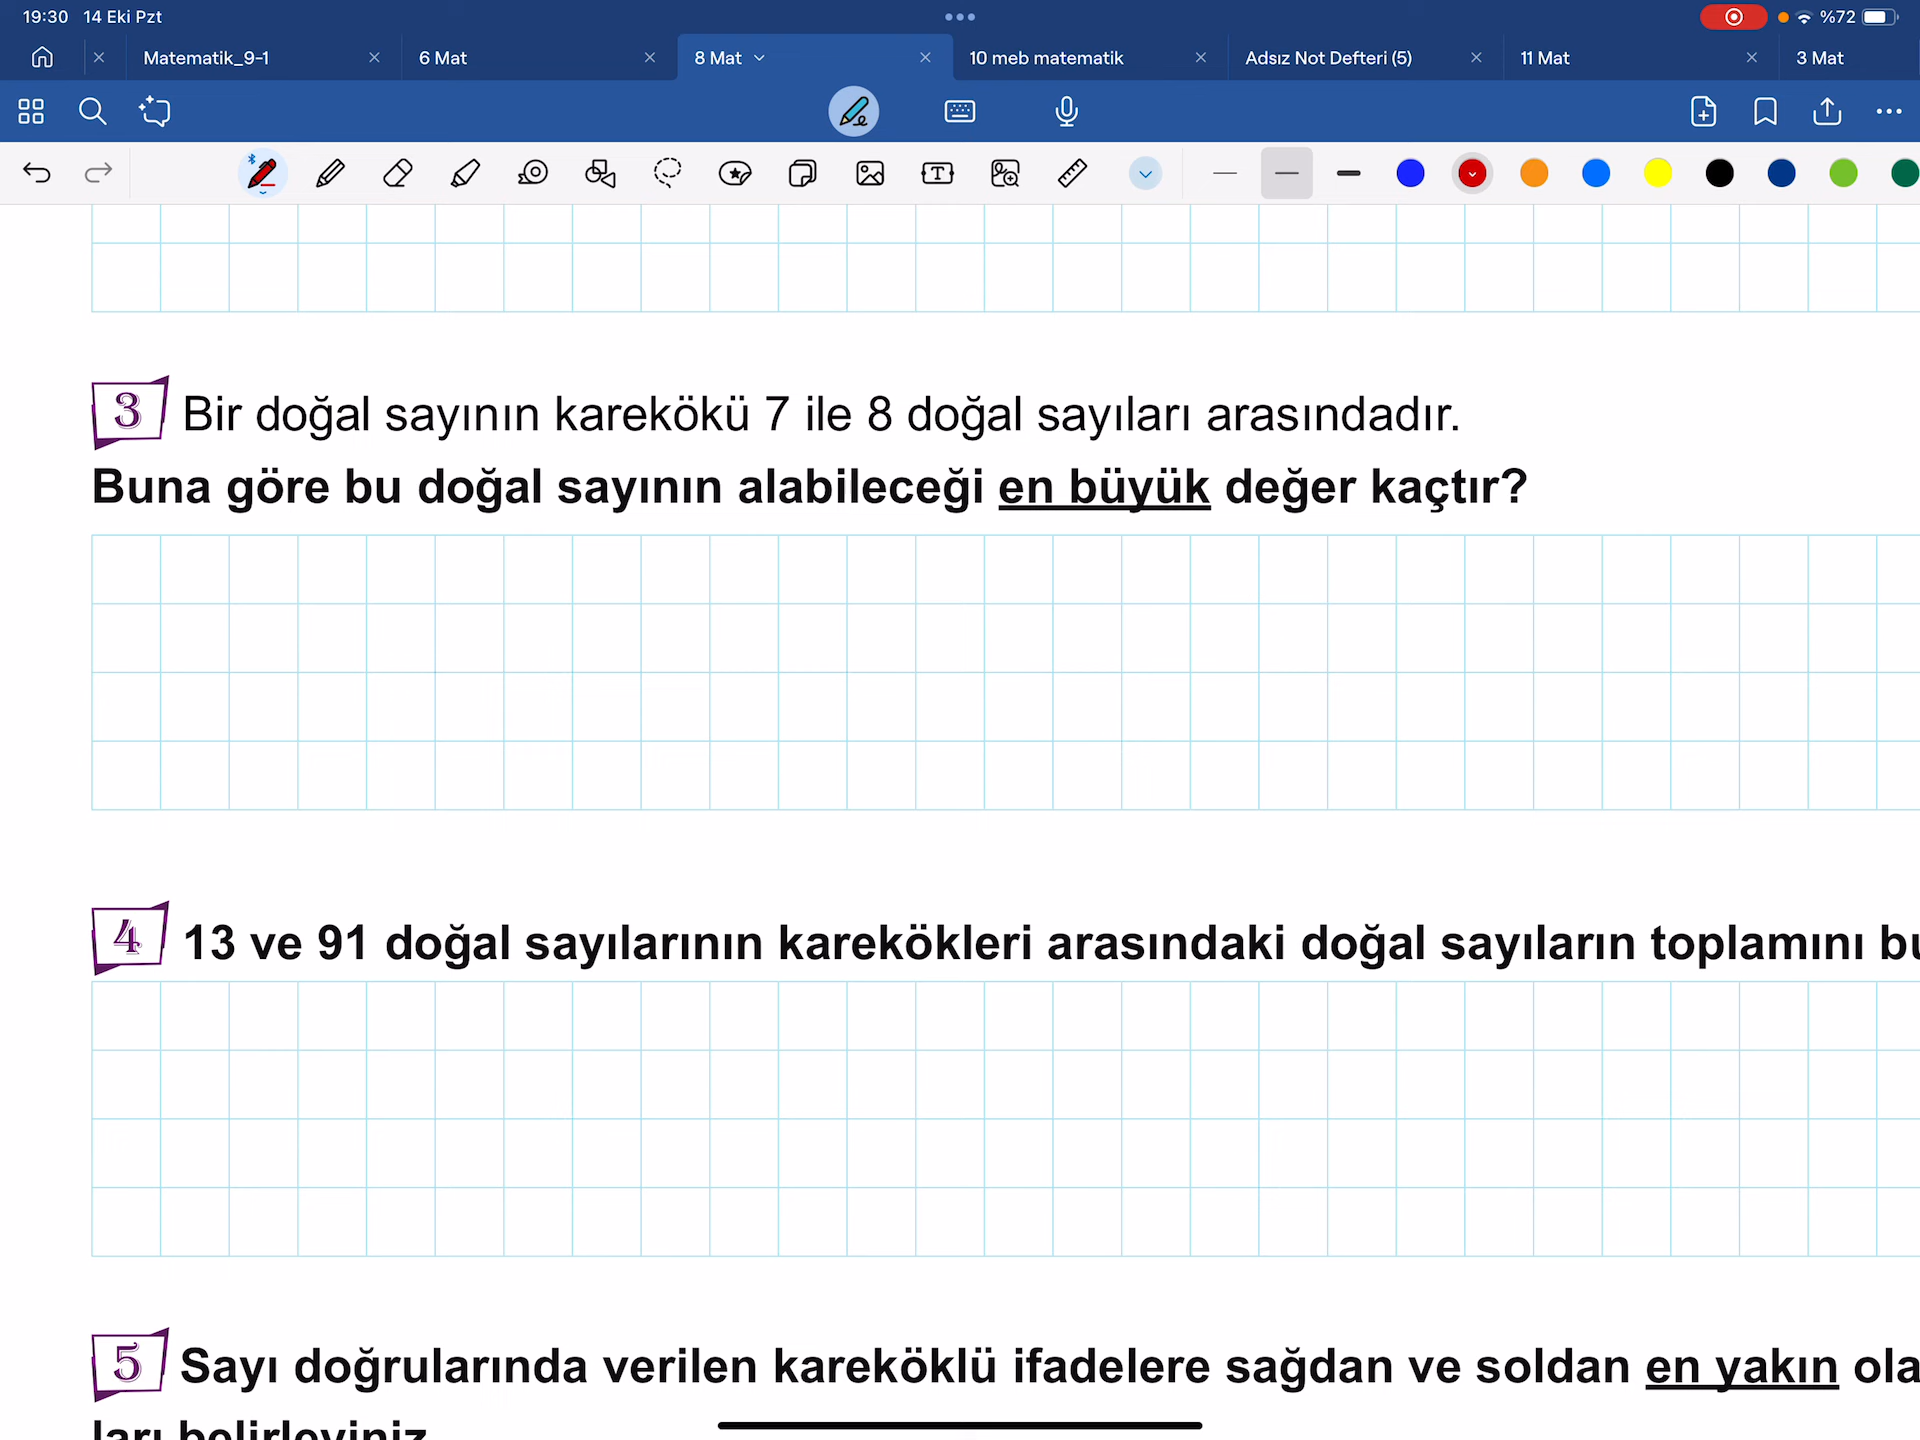 19:30 14 Eki Pzt
%72
Matematik_9-1
6 Mat
8 Mat
10 meb matematik
Adsız Not Defteri (5)
11 Mat
3 Mat
3 Bir doğal sayının karekökü 7 ile 8 doğal sayıları arasındadır.
Buna göre bu doğal sayının alabileceği en büyük değer kaçtır?
4 13 ve 91 doğal sayılarının karekökleri arasındaki doğal sayıların toplamını bu
5 Sayı doğrularında verilen kareköklü ifadelere sağdan ve soldan en yakın ola
ları belirleyiniz